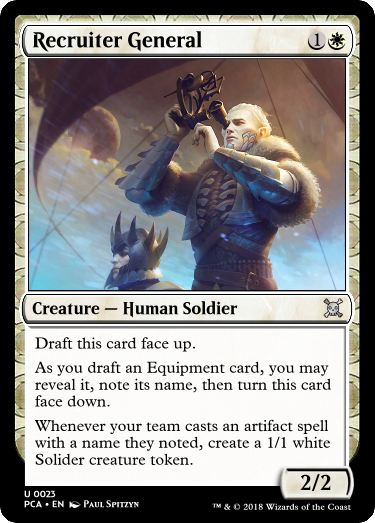 Recruiter General
1
Creature — Human Soldier
Draft this card face up.
As you draft an Equipment card, you may
reveal it, note its name, then turn this card
face down.
Whenever your team casts an artifact spell
with a name they noted, create a 1/1 white
Solider creature token.
2/2
U 0023
PCA • EN Paul Spitzyn
™ & © 2018 Wizards of the Coast